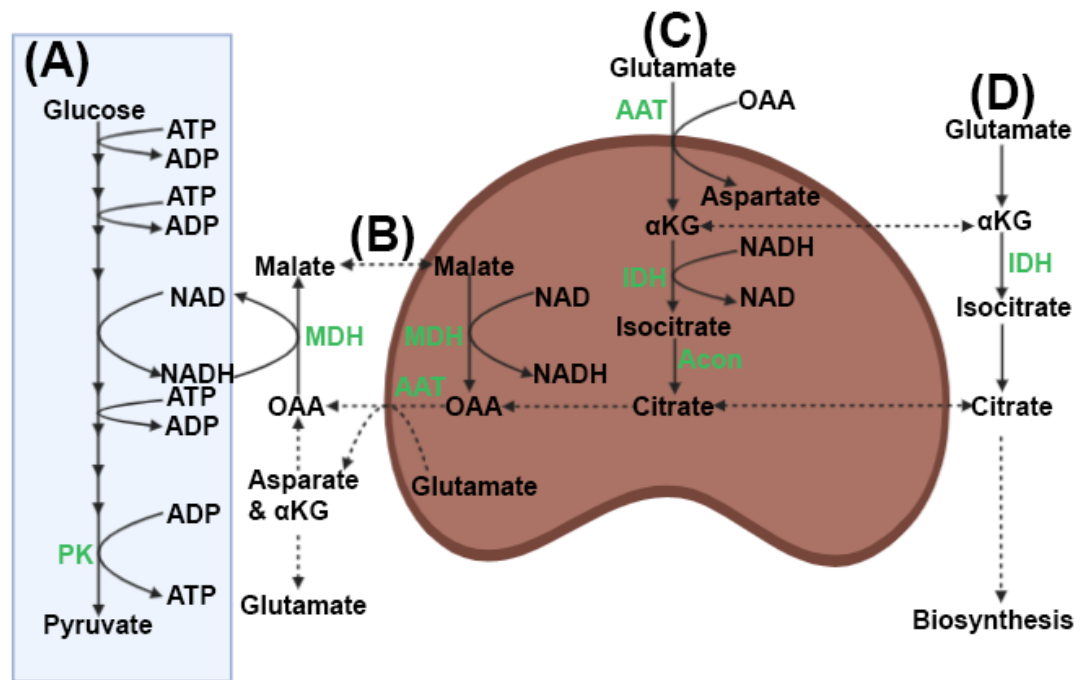 (A)
Glucose
ATP
ADP
ATP
ADP
NAD
NADH
ATP
ADP
ADP
PK
ATP
Pyruvate
(B)
Malate
Malate
MDH
NAD
MDH
NADH
AAT
OAA
OAA
Asparate
& αKG
Glutamate
Glutamate
(C)
Glutamate
AAT
OAA
Aspartate
αKG
NADH
IDH
NAD
Isocitrate
Acon
Citrate
(D)
Glutamate
αKG
IDH
Isocitrate
Citrate
Biosynthesis